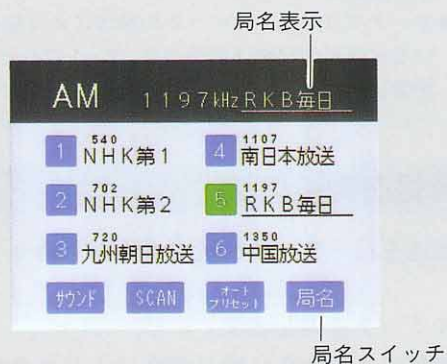 局名表示
AM 1197kHz RKB毎日
1 540 NHK第1
4 1107 南日本放送
2 702 NHK第2
5 1197 RKB毎日
3 720 九州朝日放送
6 1350 中国放送
サウンド SCAN オートプリセット 局名
局名スイッチ